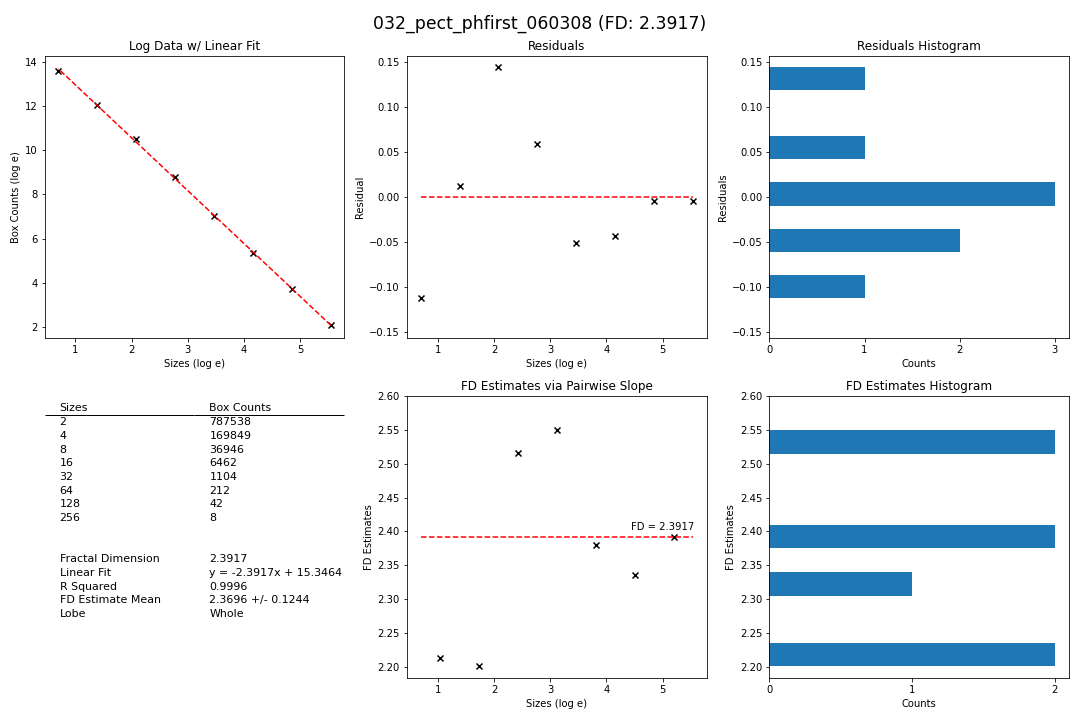 032_pect_phfirst_060308 (FD: 2.3917)
Log Data w/ Linear Fit
14
12
10
8
6
4
2
Box Counts (log e)
1 2 3 4 5
Sizes (log e)
Residuals
0.15
0.10
0.05
0.00
−0.05
−0.10
−0.15
Residual
1 2 3 4 5
Sizes (log e)
Residuals Histogram
0.15
0.10
0.05
0.00
−0.05
−0.10
−0.15
Residuals
0 1 2 3
Counts
Sizes Box Counts
2 787538
4 169849
8 36946
16 6462
32 1104
64 212
128 42
256 8
Fractal Dimension 2.3917
Linear Fit y = -2.3917x + 15.3464
R Squared 0.9996
FD Estimate Mean 2.3696 +/- 0.1244
Lobe Whole
FD Estimates via Pairwise Slope
2.60
2.55
2.50
2.45
2.40
2.35
2.30
2.25
2.20
FD Estimates
FD = 2.3917
1 2 3 4 5
Sizes (log e)
FD Estimates Histogram
2.60
2.55
2.50
2.45
2.40
2.35
2.30
2.25
2.20
FD Estimates
0 1 2
Counts